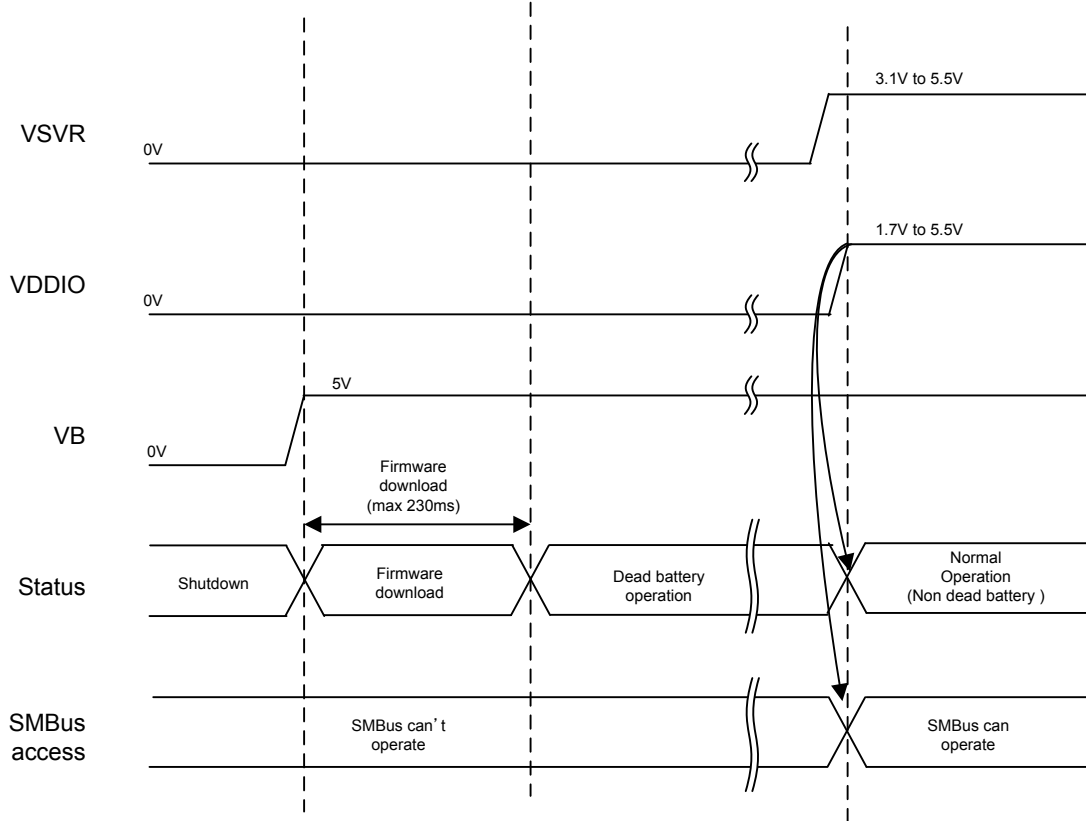 3.1V to 5.5V
VSVR
0V
1.7V to 5.5V
VDDIO
0V
5V
VB
0V
Firmware
download
(max 230ms)
Status
Shutdown
Firmware
download
Dead battery
operation
Normal
Operation
(Non dead battery )
SMBus
access
SMBus can’t
operate
SMBus can
operate